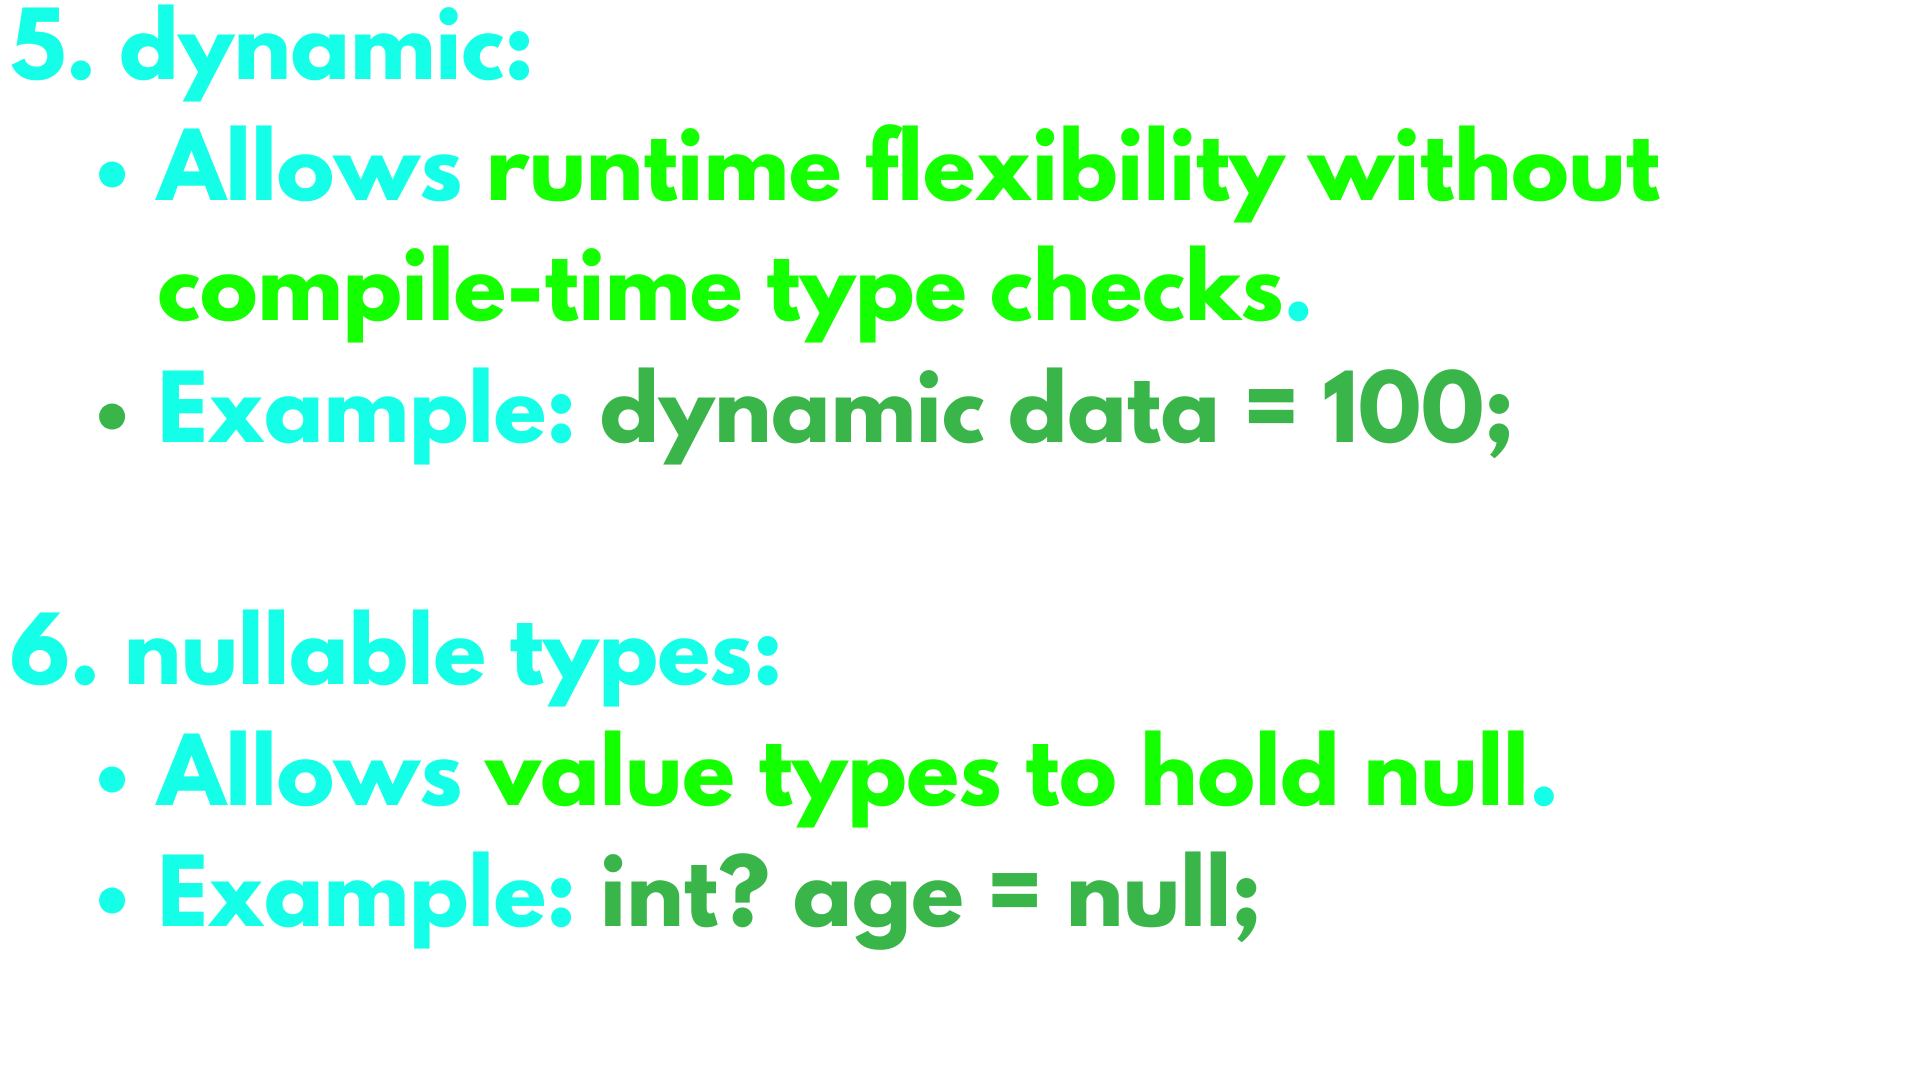 5. dynamic:
• Allows runtime flexibility without
compile-time type checks.
• Example: dynamic data = 100;
6. nullable types:
• Allows value types to hold null.
• Example: int? age = null;